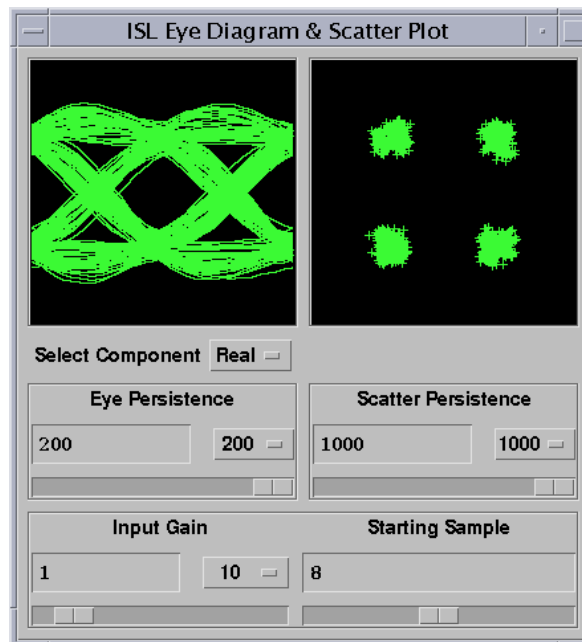 ISL Eye Diagram & Scatter Plot
Select Component Real
Eye Persistence
200 200
Scatter Persistence
1000 1000
Input Gain
1 10
Starting Sample
8